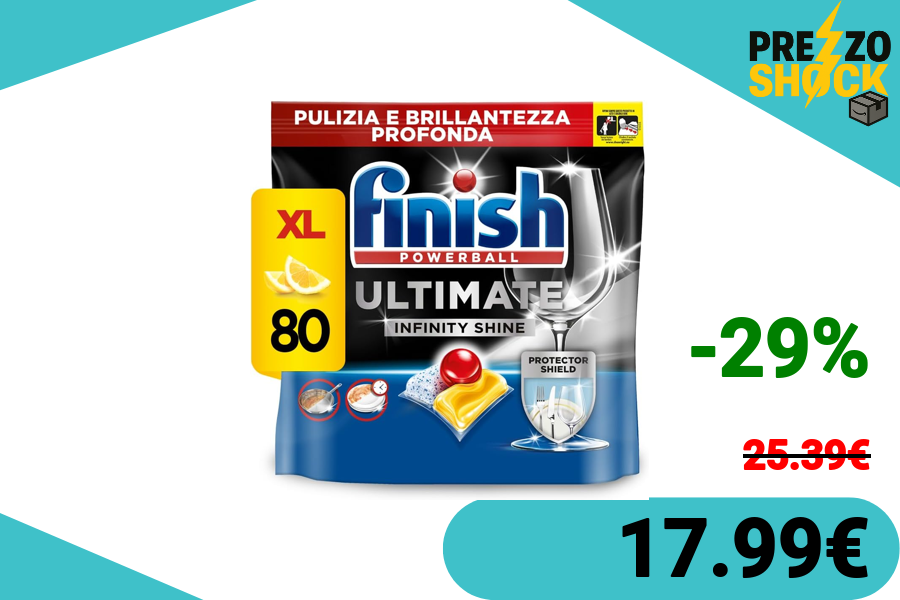 PREZZO
SHOCK
PULIZIA E BRILLANTEZZA
PROFONDA
XL
80
finish
POWERBALL
ULTIMATE
INFINITY SHINE
PROTECTOR
SHIELD
-29%
25.39€
17.99€